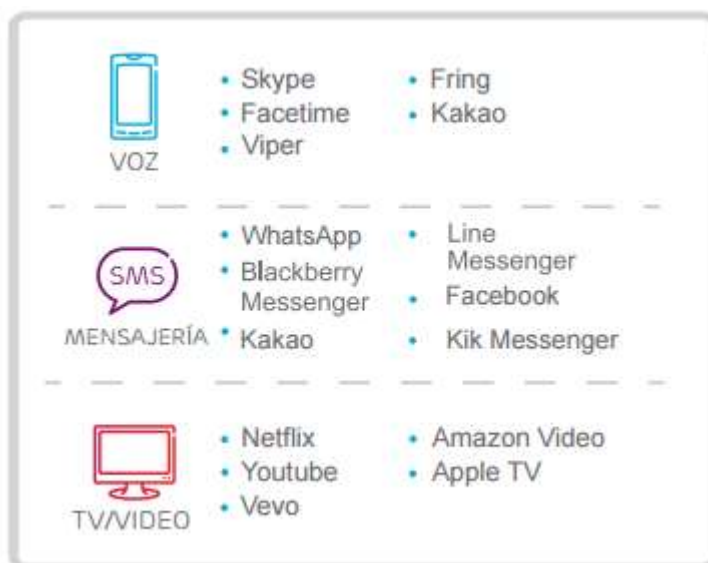 VOZ
Skype
Facetime
Viper
Fring
Kakao
SMS
MENSAJERÍA
WhatsApp
Blackberry
Messenger
Kakao
Line
Messenger
Facebook
Kik Messenger
TV/VIDEO
Netflix
Youtube
Vevo
Amazon Video
Apple TV